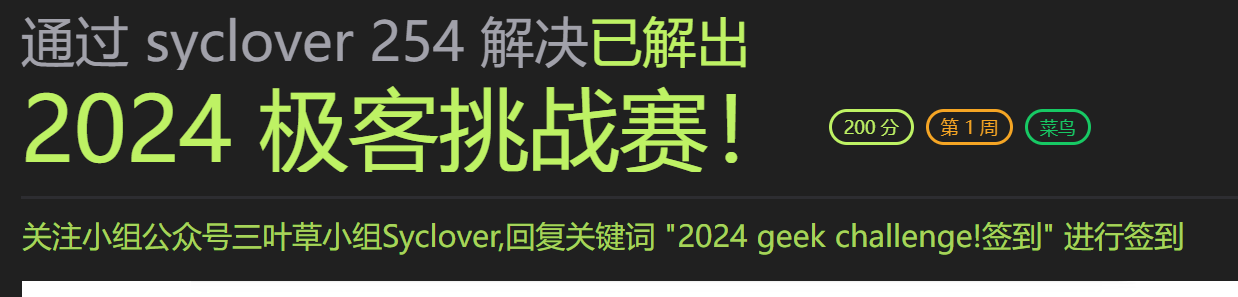 通过 syclover 254 解决已解出
2024 极客挑战赛！ 200 分 第 1 周 菜鸟
关注小组公众号三叶草小组Syclover,回复关键词 "2024 geek challenge!签到" 进行签到